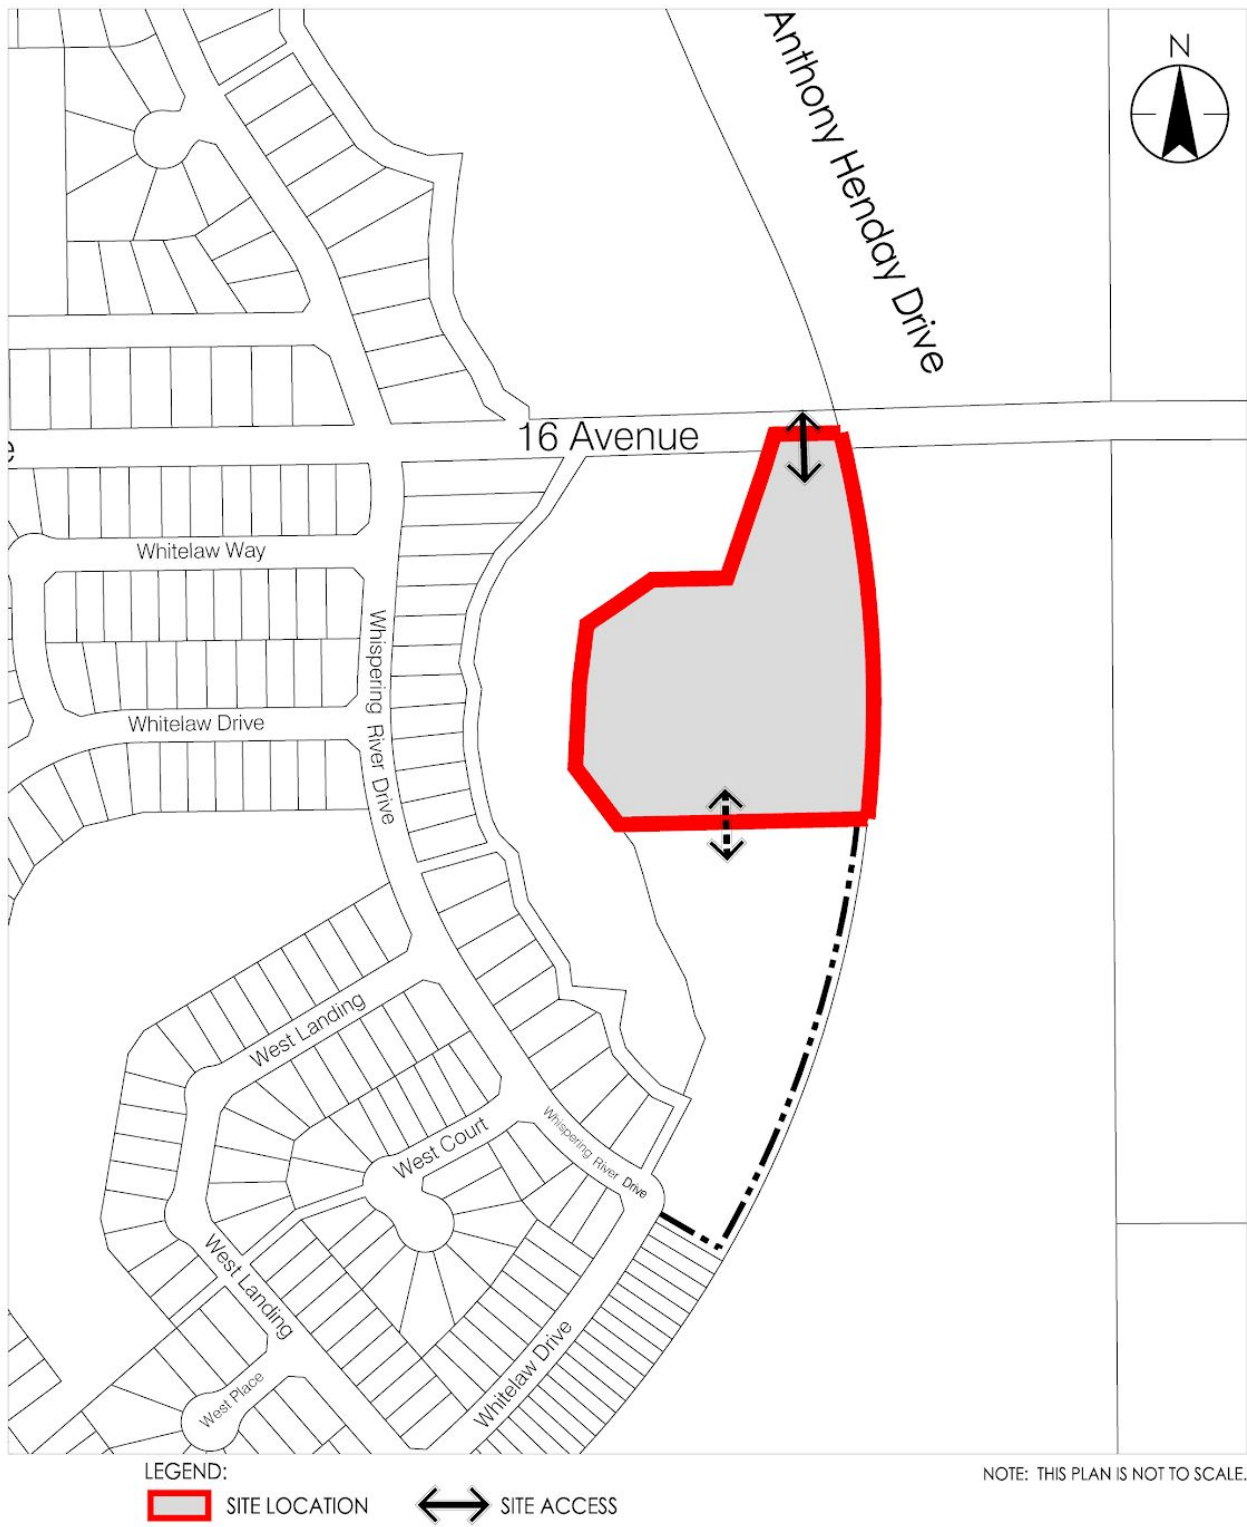 Anthony Henday Drive
N
16 Avenue
e
Whitelaw Way
Whispering River Drive
Whitelaw Drive
West Landing
West Court
Whispering River Drive
West Landing
Whitelaw Drive
West Place
LEGEND:
NOTE: THIS PLAN IS NOT TO SCALE.
SITE LOCATION
SITE ACCESS